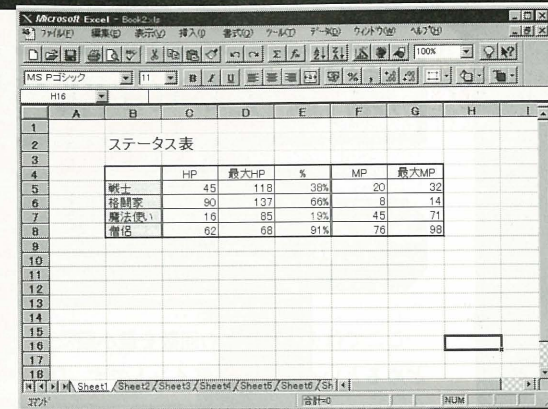 Microsoft Excel - Book2.xls
ファイル(F) 編集(E) 表示(V) 挿入(I) 書式(O) ツール(T) データ(D) ウィンドウ(W) ヘルプ(H)
100%
MS Pゴシック 11 B I U % ,
H16
A B C D E F G H I
1
2 ステータス表
3
4 HP 最大HP % MP 最大MP
5 戦士 45 118 38% 20 32
6 格闘家 90 137 66% 8 14
7 魔法使い 16 85 19% 45 71
8 僧侶 62 68 91% 76 98
9
10
11
12
13
14
15
16
17
18
Sheet1 Sheet2 Sheet3 Sheet4 Sheet5 Sheet6 Sh
コマンド 合計=0 NUM